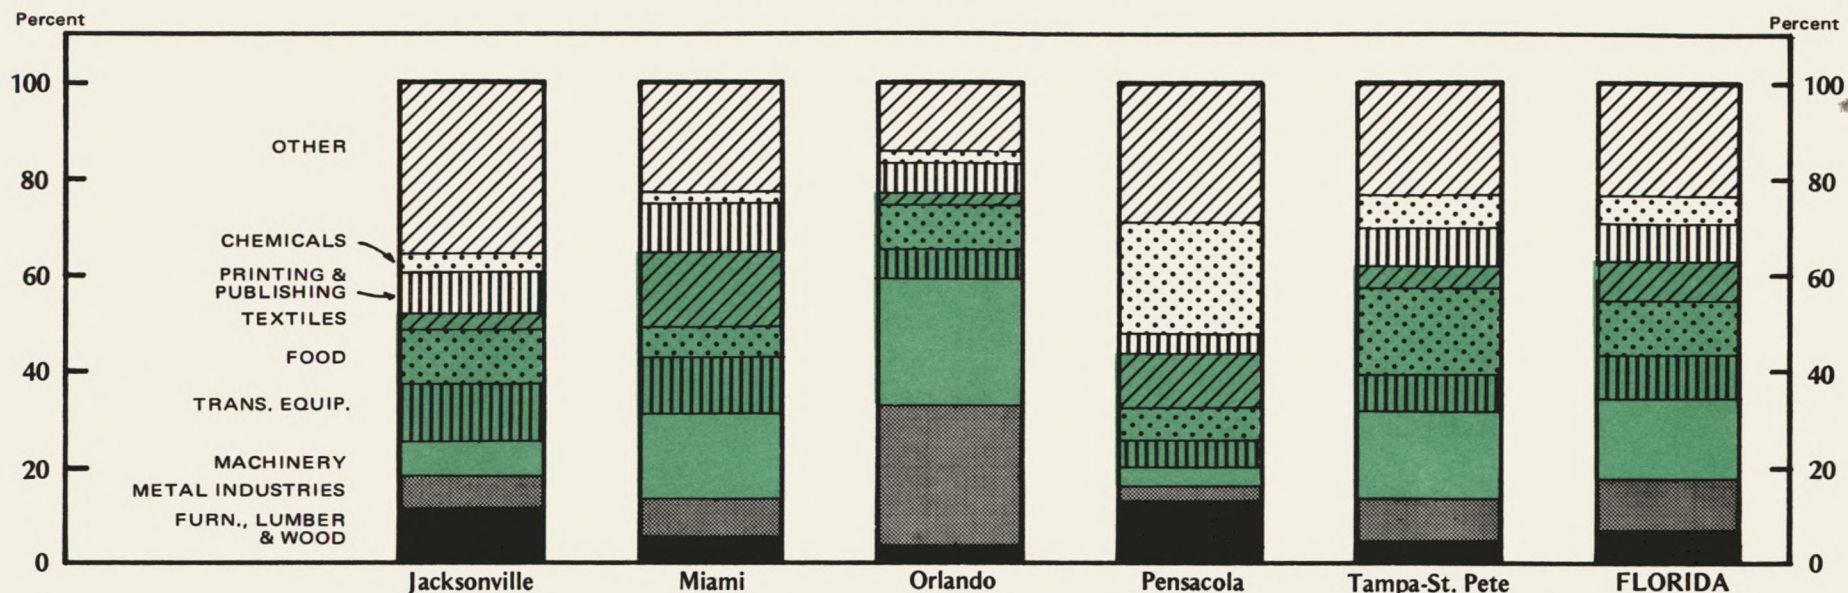 Percent
Percent
100
80
60
40
20
0
OTHER
CHEMICALS
PRINTING &
PUBLISHING
TEXTILES
FOOD
TRANS. EQUIP.
MACHINERY
METAL INDUSTRIES
FURN., LUMBER
& WOOD
100
80
60
40
20
0
Jacksonville
Miami
Orlando
Pensacola
Tampa-St. Pete
FLORIDA